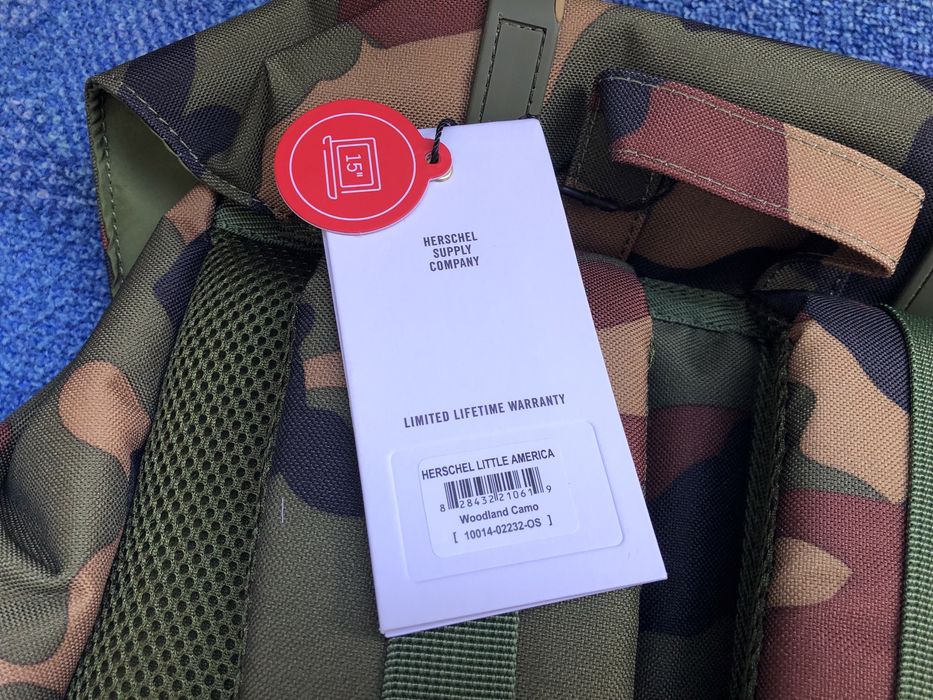 15"
HERSCHEL
SUPPLY
COMPANY
LIMITED LIFETIME WARRANTY
HERSCHEL LITTLE AMERICA
8 28432 21061 9
Woodland Camo
[ 10014-02232-OS ]